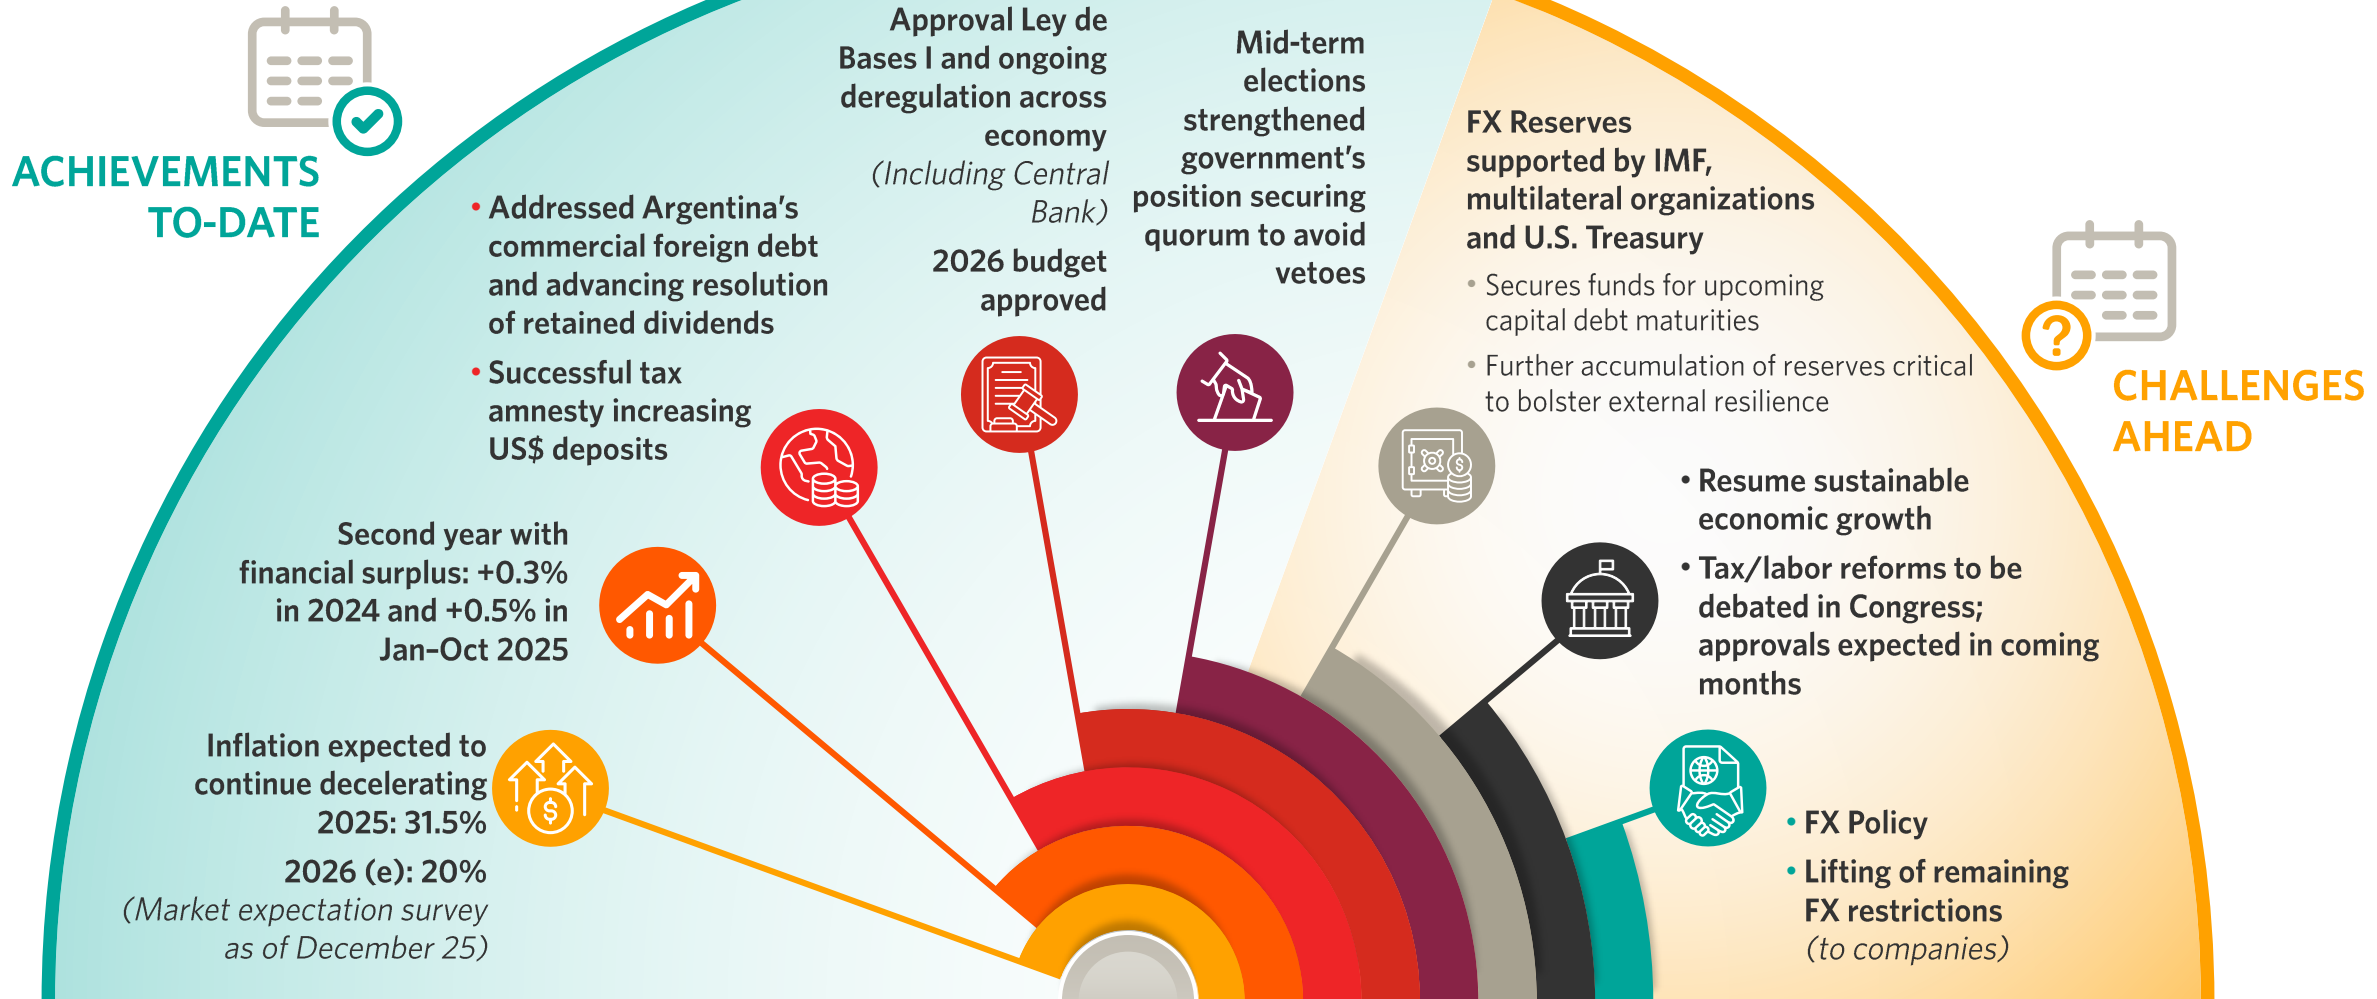 ACHIEVEMENTS
TO-DATE
Inflation expected to
continue decelerating
2025: 31.5%
2026 (e): 20%
(Market expectation survey
as of December 25)
Second year with
financial surplus: +0.3%
in 2024 and +0.5% in
Jan–Oct 2025
• Addressed Argentina's
commercial foreign debt
and advancing resolution
of retained dividends
• Successful tax
amnesty increasing
US$ deposits
Approval Ley de
Bases I and ongoing
deregulation across
economy
(Including Central
Bank)
2026 budget
approved
Mid-term
elections
strengthened
government's
position securing
quorum to avoid
vetoes
CHALLENGES
AHEAD
FX Reserves
supported by IMF,
multilateral organizations
and U.S. Treasury
• Secures funds for upcoming
capital debt maturities
• Further accumulation of reserves critical
to bolster external resilience
• Resume sustainable
economic growth
• Tax/labor reforms to be
debated in Congress;
approvals expected in coming
months
• FX Policy
• Lifting of remaining
FX restrictions
(to companies)